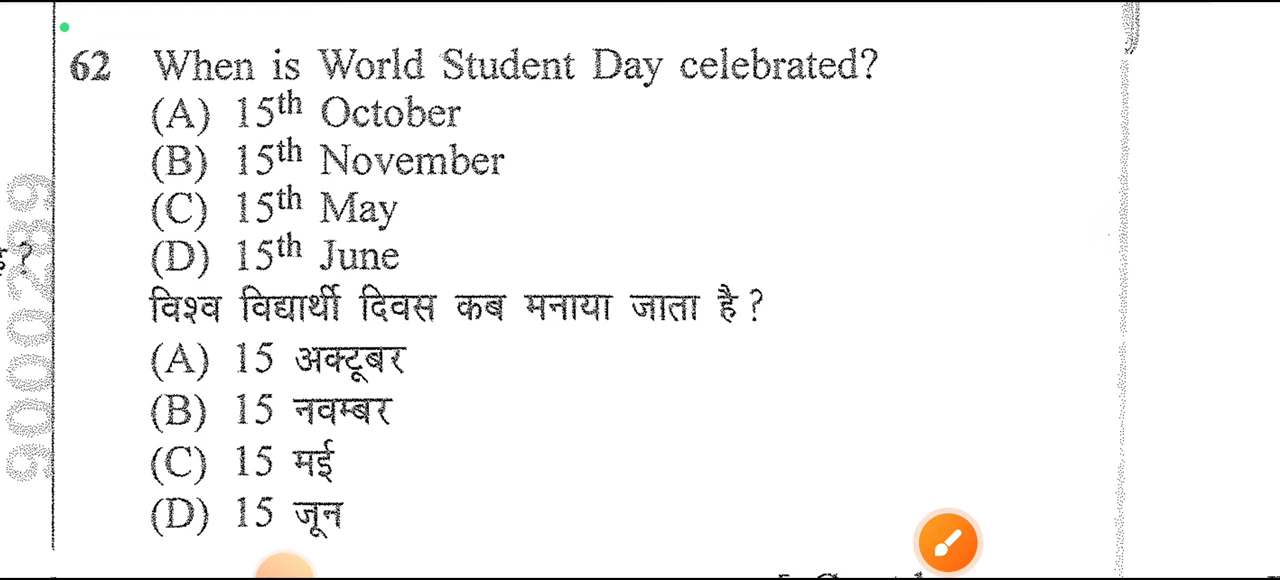 62 When is World Student Day celebrated?
(A) 15th October
(B) 15th November
(C) 15th May
(D) 15th June
विश्व विद्यार्थी दिवस कब मनाया जाता है ?
(A) 15 अक्टूबर
(B) 15 नवम्बर
(C) 15 मई
(D) 15 जून
9000289
?